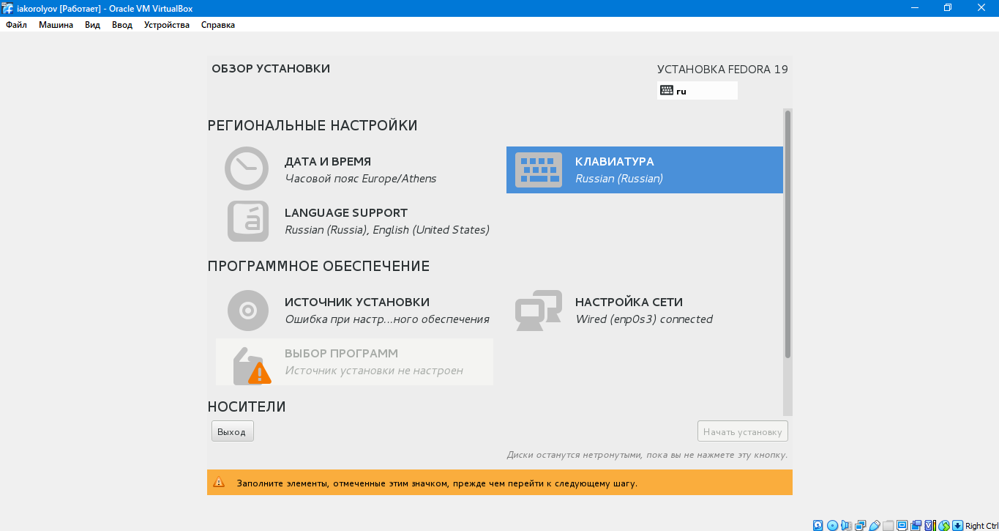 iakorolyov [Работает] - Oracle VM VirtualBox
Файл Машина Вид Ввод Устройства Справка
ОБЗОР УСТАНОВКИ
УСТАНОВКА FEDORA 19
ru
РЕГИОНАЛЬНЫЕ НАСТРОЙКИ
ДАТА И ВРЕМЯ
Часовой пояс Europe/Athens
КЛАВИАТУРА
Russian (Russian)
LANGUAGE SUPPORT
Russian (Russia), English (United States)
ПРОГРАММНОЕ ОБЕСПЕЧЕНИЕ
ИСТОЧНИК УСТАНОВКИ
Ошибка при настр...ного обеспечения
НАСТРОЙКА СЕТИ
Wired (enp0s3) connected
ВЫБОР ПРОГРАММ
Источник установки не настроен
НОСИТЕЛИ
Выход
Начать установку
Диски останутся нетронутыми, пока вы не нажмете эту кнопку.
Заполните элементы, отмеченные этим значком, прежде чем перейти к следующему шагу.
Right Ctrl